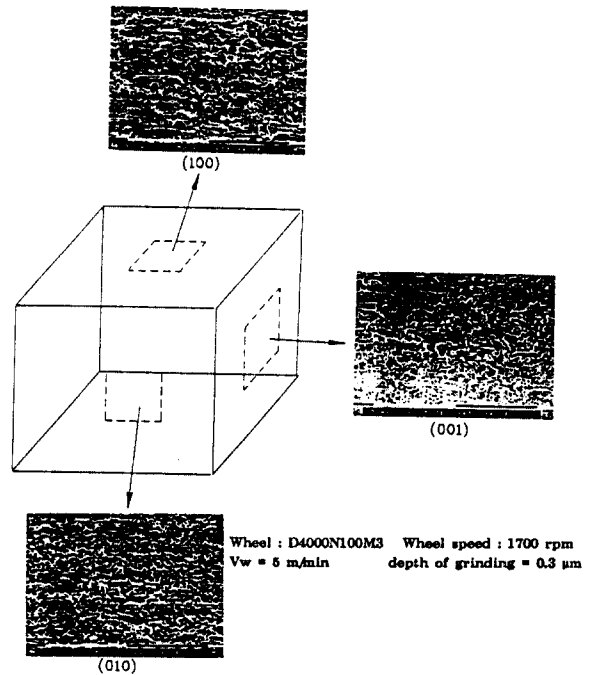 (100)
(001)
Wheel : D4000N100M3 Wheel speed : 1700 rpm
Vw = 5 m/min depth of grinding = 0.3 μm
(010)